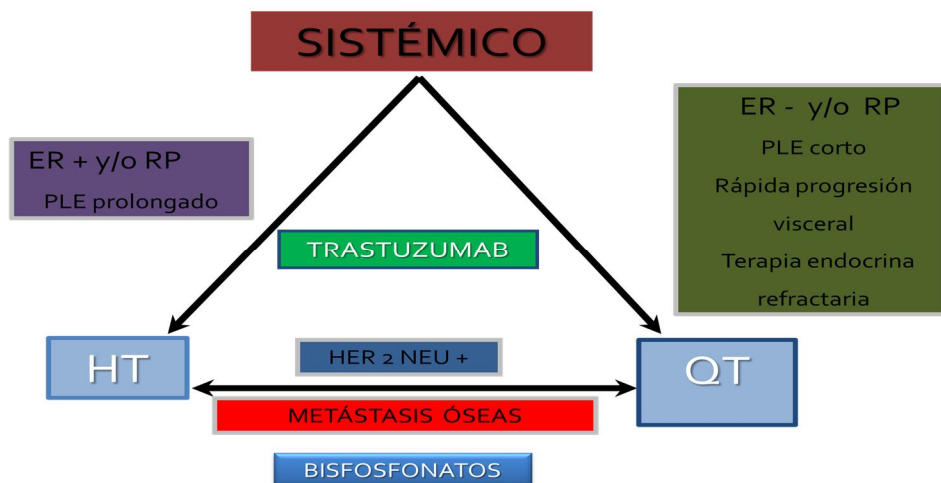 SISTÉMICO
ER + y/o RP
PLE prolongado
ER - y/o RP
PLE corto
Rápida progresión
visceral
Terapia endocrina
refractaria
TRASTUZUMAB
HT
HER 2 NEU +
QT
METÁSTASIS ÓSEAS
BISFOSFONATOS